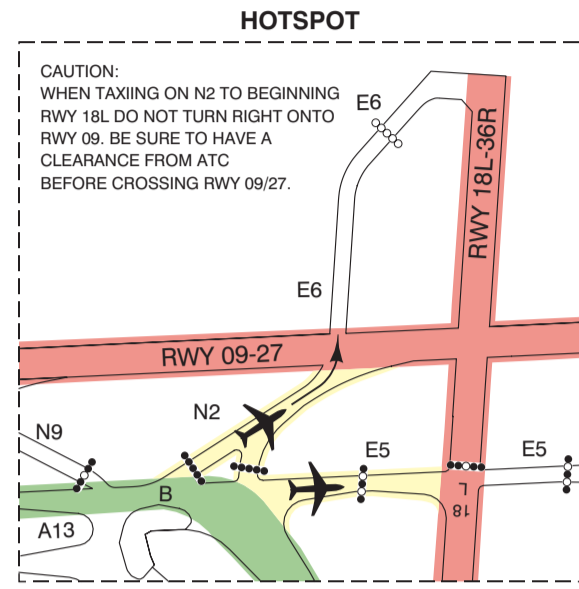 HOTSPOT
CAUTION:
WHEN TAXIING ON N2 TO BEGINNING
RWY 18L DO NOT TURN RIGHT ONTO
RWY 09. BE SURE TO HAVE A
CLEARANCE FROM ATC
BEFORE CROSSING RWY 09/27.
E6
RWY 18L-36R
E6
RWY 09-27
N2
N9
E5
E5
B
L
18
A13